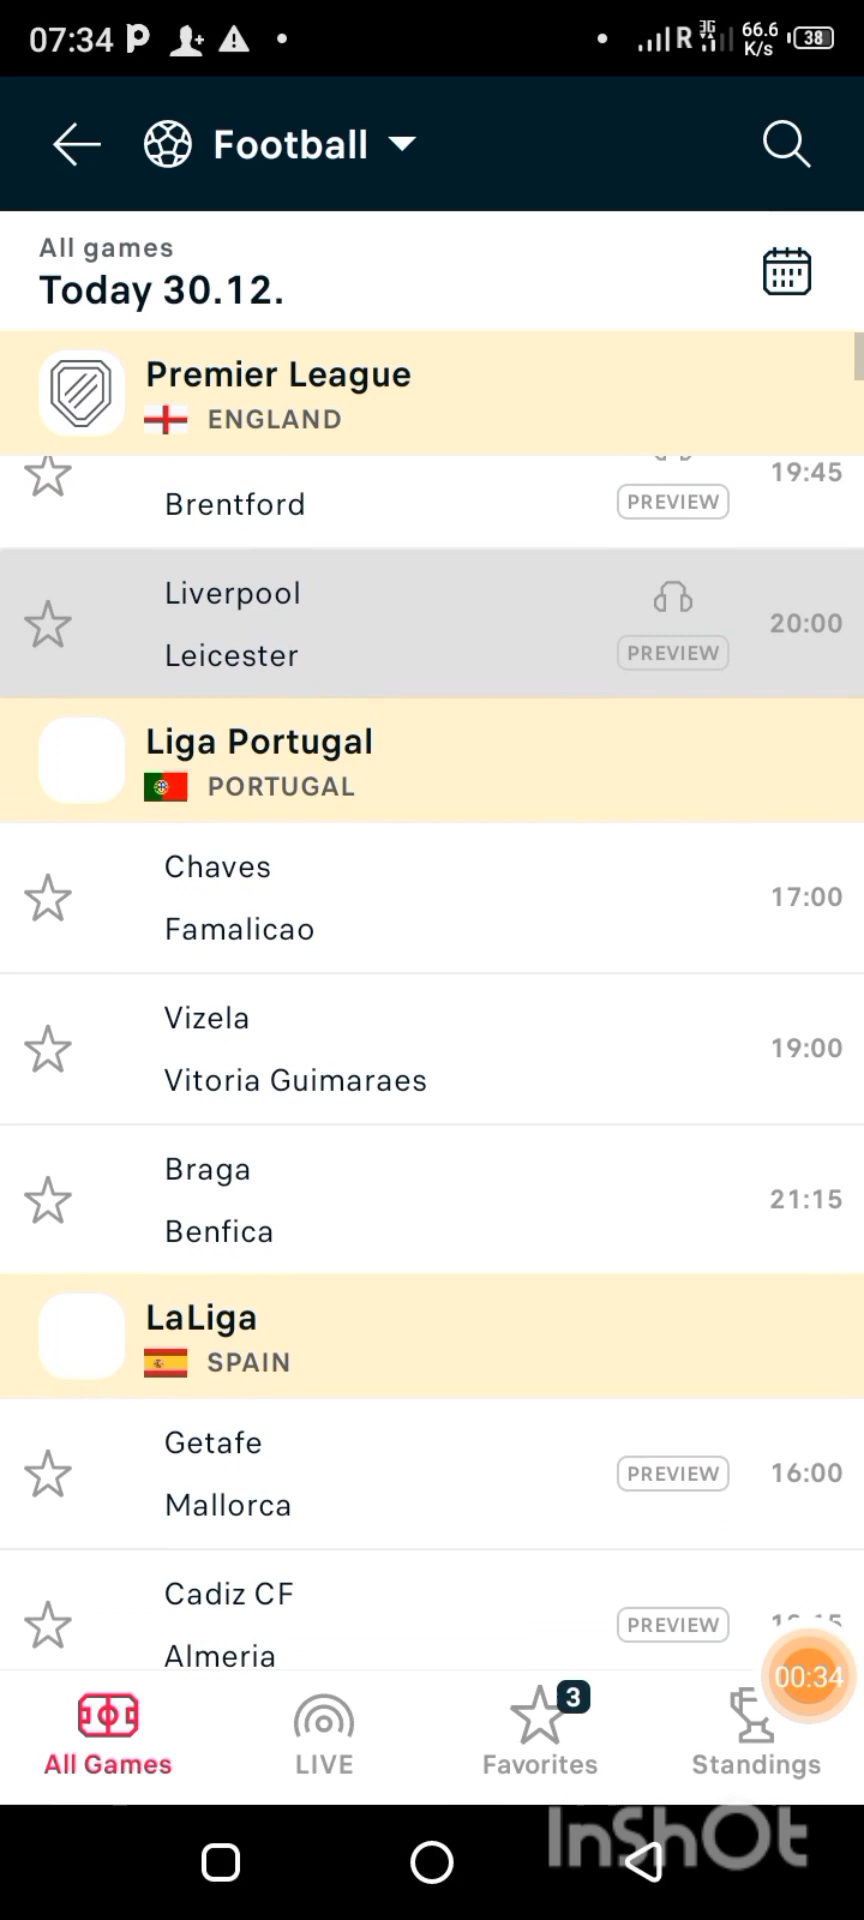 07:34
R 3G 66.6 K/s 38
Football
All games
Today 30.12.
Premier League
ENGLAND
19:45
Brentford
PREVIEW
Liverpool
20:00
Leicester
PREVIEW
Liga Portugal
PORTUGAL
Chaves
17:00
Famalicao
Vizela
19:00
Vitoria Guimaraes
Braga
21:15
Benfica
LaLiga
SPAIN
Getafe
PREVIEW 16:00
Mallorca
Cadiz CF
PREVIEW
Almeria
00:34
3
All Games LIVE Favorites Standings
InShOt